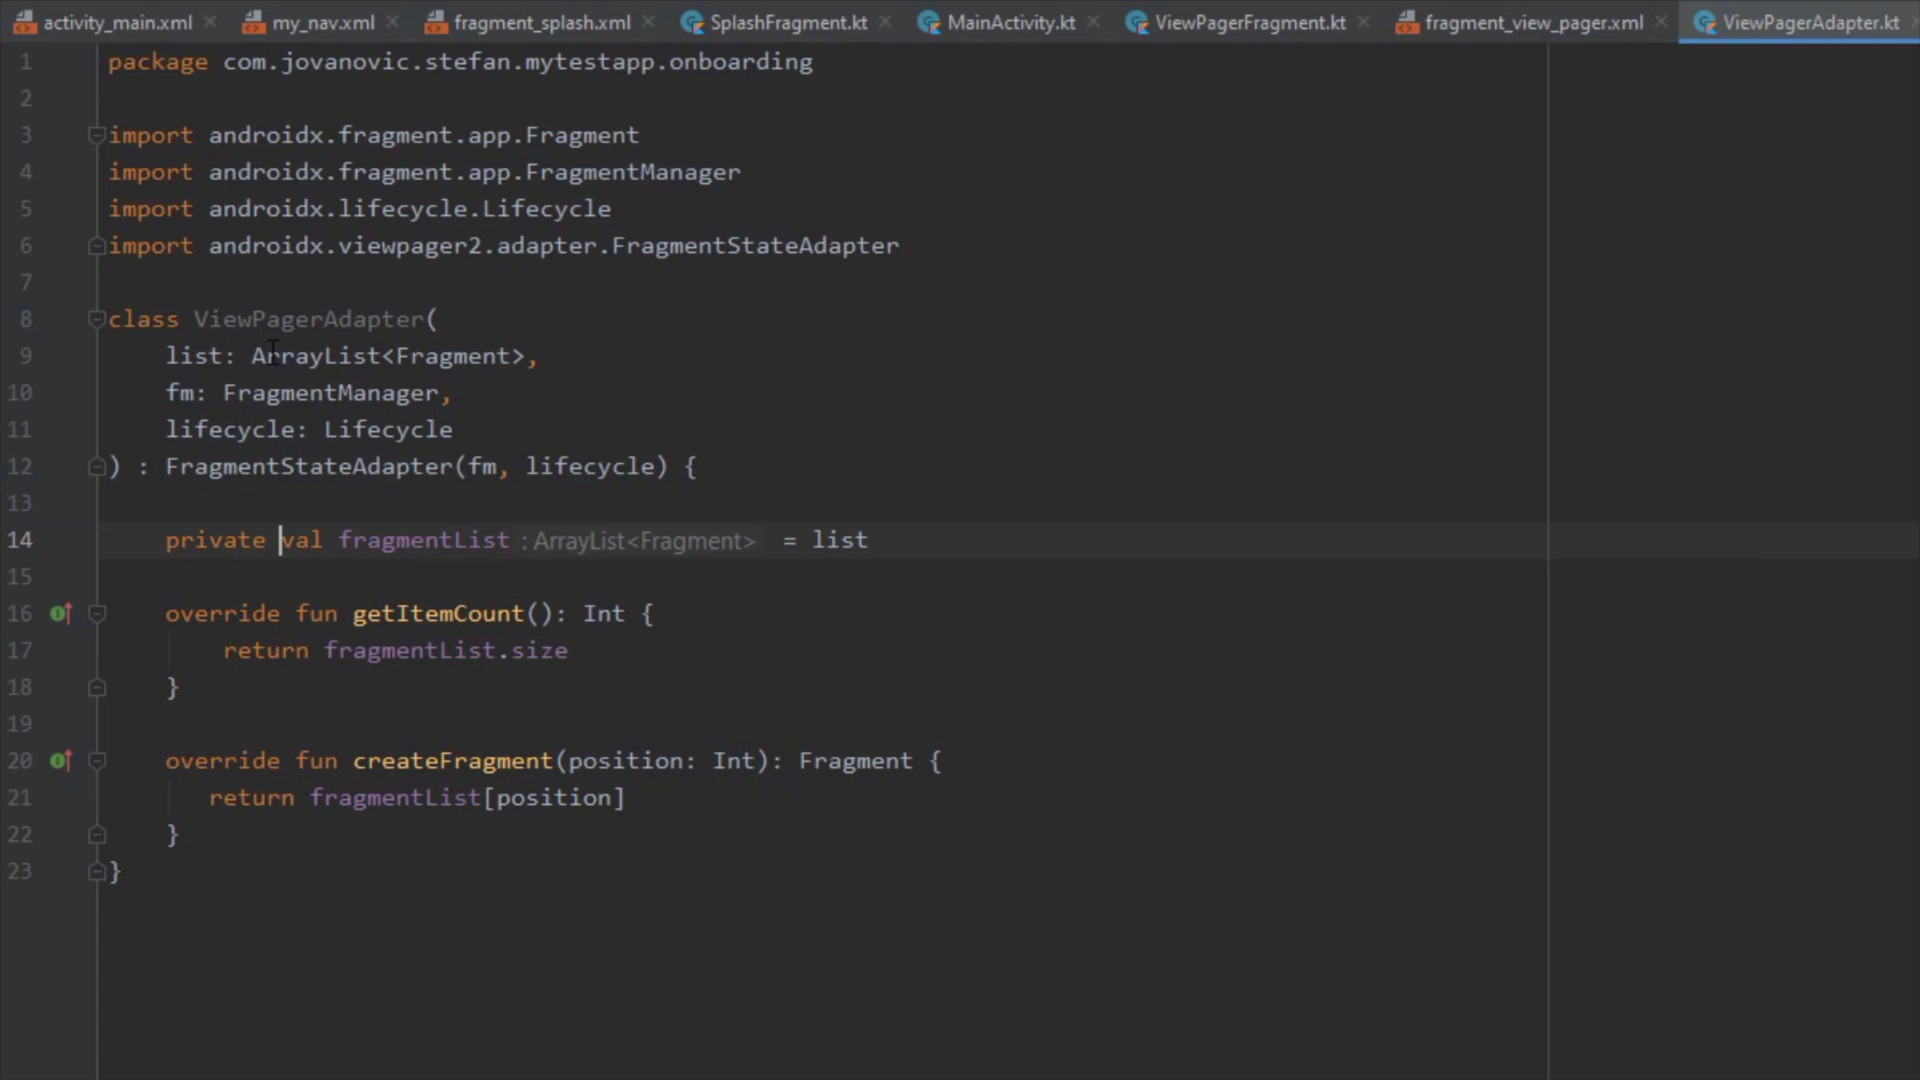 activity_main.xml my_nav.xml fragment_splash.xml SplashFragment.kt MainActivity.kt ViewPagerFragment.kt fragment_view_pager.xml ViewPagerAdapter.kt
1 package com.jovanovic.stefan.mytestapp.onboarding
2
3 import androidx.fragment.app.Fragment
4 import androidx.fragment.app.FragmentManager
5 import androidx.lifecycle.Lifecycle
6 import androidx.viewpager2.adapter.FragmentStateAdapter
7
8 class ViewPagerAdapter(
9 list: ArrayList<Fragment>,
10 fm: FragmentManager,
11 lifecycle: Lifecycle
12 ) : FragmentStateAdapter(fm, lifecycle) {
13
14 private val fragmentList : ArrayList<Fragment> = list
15
16 override fun getItemCount(): Int {
17 return fragmentList.size
18 }
19
20 override fun createFragment(position: Int): Fragment {
21 return fragmentList[position]
22 }
23 }